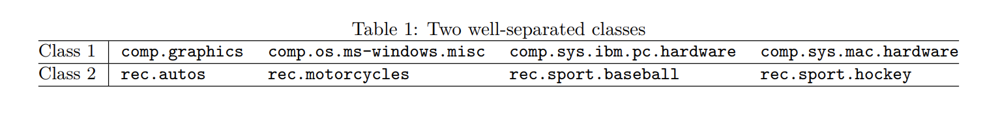 Table 1: Two well-separated classes
Class 1 comp.graphics comp.os.ms-windows.misc comp.sys.ibm.pc.hardware comp.sys.mac.hardware
Class 2 rec.autos rec.motorcycles rec.sport.baseball rec.sport.hockey